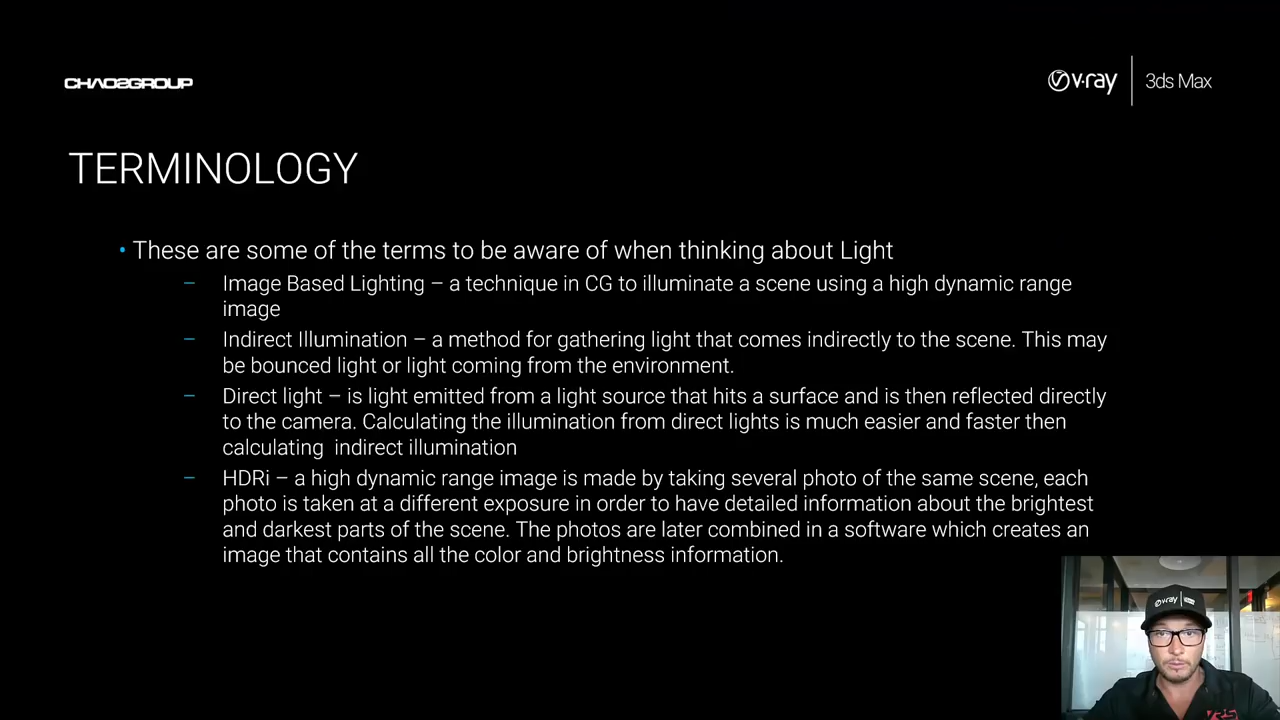 CHAOSGROUP
v·ray
3ds Max
TERMINOLOGY
• These are some of the terms to be aware of when thinking about Light
– Image Based Lighting – a technique in CG to illuminate a scene using a high dynamic range
image
– Indirect Illumination – a method for gathering light that comes indirectly to the scene. This may
be bounced light or light coming from the environment.
– Direct light – is light emitted from a light source that hits a surface and is then reflected directly
to the camera. Calculating the illumination from direct lights is much easier and faster then
calculating indirect illumination
– HDRi – a high dynamic range image is made by taking several photo of the same scene, each
photo is taken at a different exposure in order to have detailed information about the brightest
and darkest parts of the scene. The photos are later combined in a software which creates an
image that contains all the color and brightness information.
v·ray